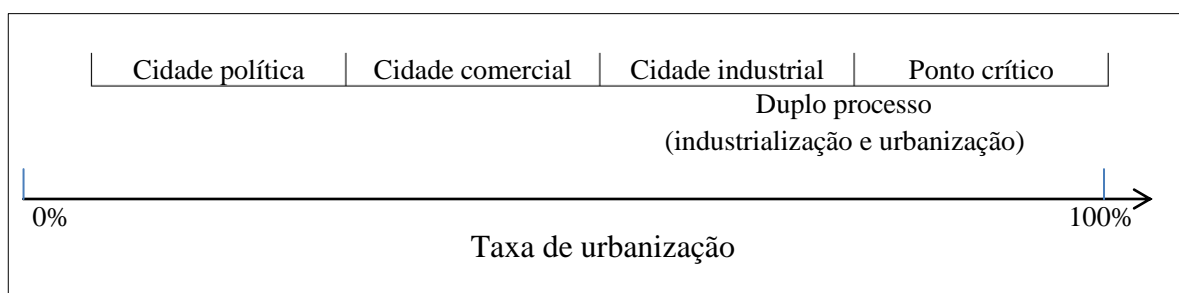 Cidade política Cidade comercial Cidade industrial Ponto crítico
Duplo processo
(industrialização e urbanização)
0% 100%
Taxa de urbanização